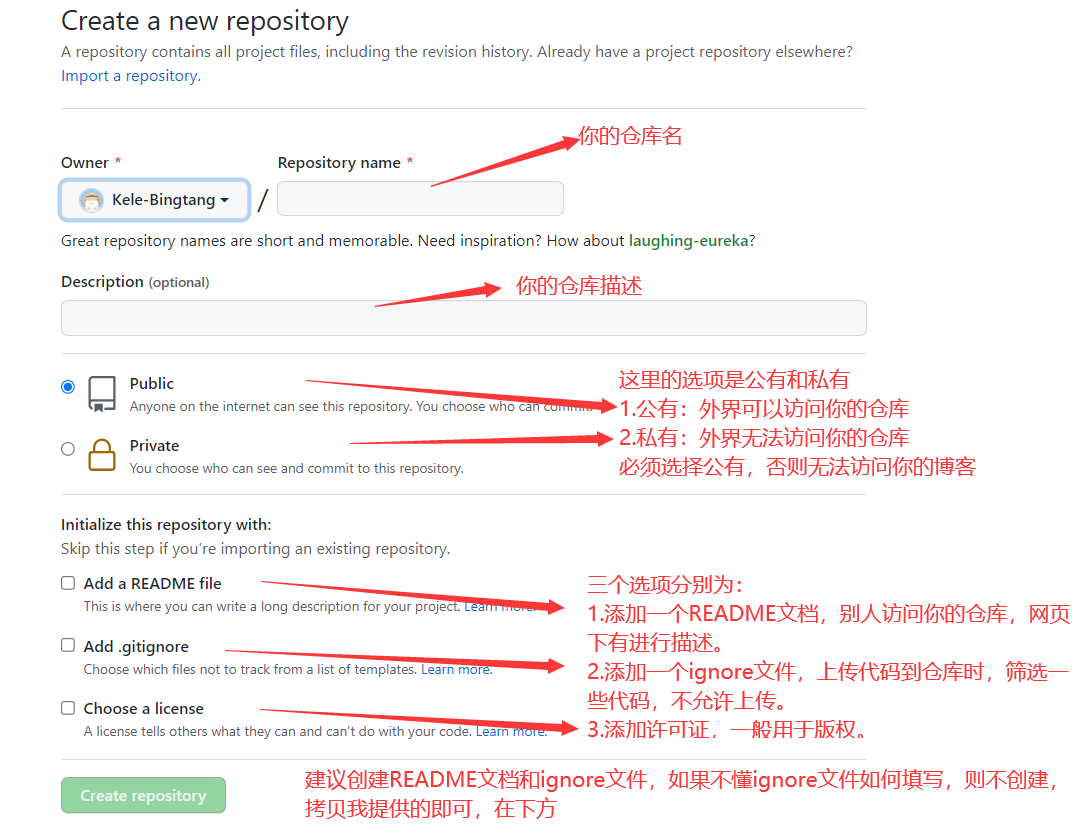 Create a new repository
A repository contains all project files, including the revision history. Already have a project repository elsewhere?
Import a repository.
你的仓库名
Owner *
Repository name *
Kele-Bingtang
/
Great repository names are short and memorable. Need inspiration? How about laughing-eureka?
Description (optional)
你的仓库描述
Public
Anyone on the internet can see this repository. You choose who can commit.
Private
You choose who can see and commit to this repository.
这里的选项是公有和私有
1.公有：外界可以访问你的仓库
2.私有：外界无法访问你的仓库
必须选择公有，否则无法访问你的博客
Initialize this repository with:
Skip this step if you’re importing an existing repository.
Add a README file
This is where you can write a long description for your project. Learn more.
Add .gitignore
Choose which files not to track from a list of templates. Learn more.
Choose a license
A license tells others what they can and can't do with your code. Learn more.
三个选项分别为：
1.添加一个README文档，别人访问你的仓库，网页
下有进行描述。
2.添加一个ignore文件，上传代码到仓库时，筛选一
些代码，不允许上传。
3.添加许可证，一般用于版权。
Create repository
建议创建README文档和ignore文件，如果不懂ignore文件如何填写，则不创建，
拷贝我提供的即可，在下方